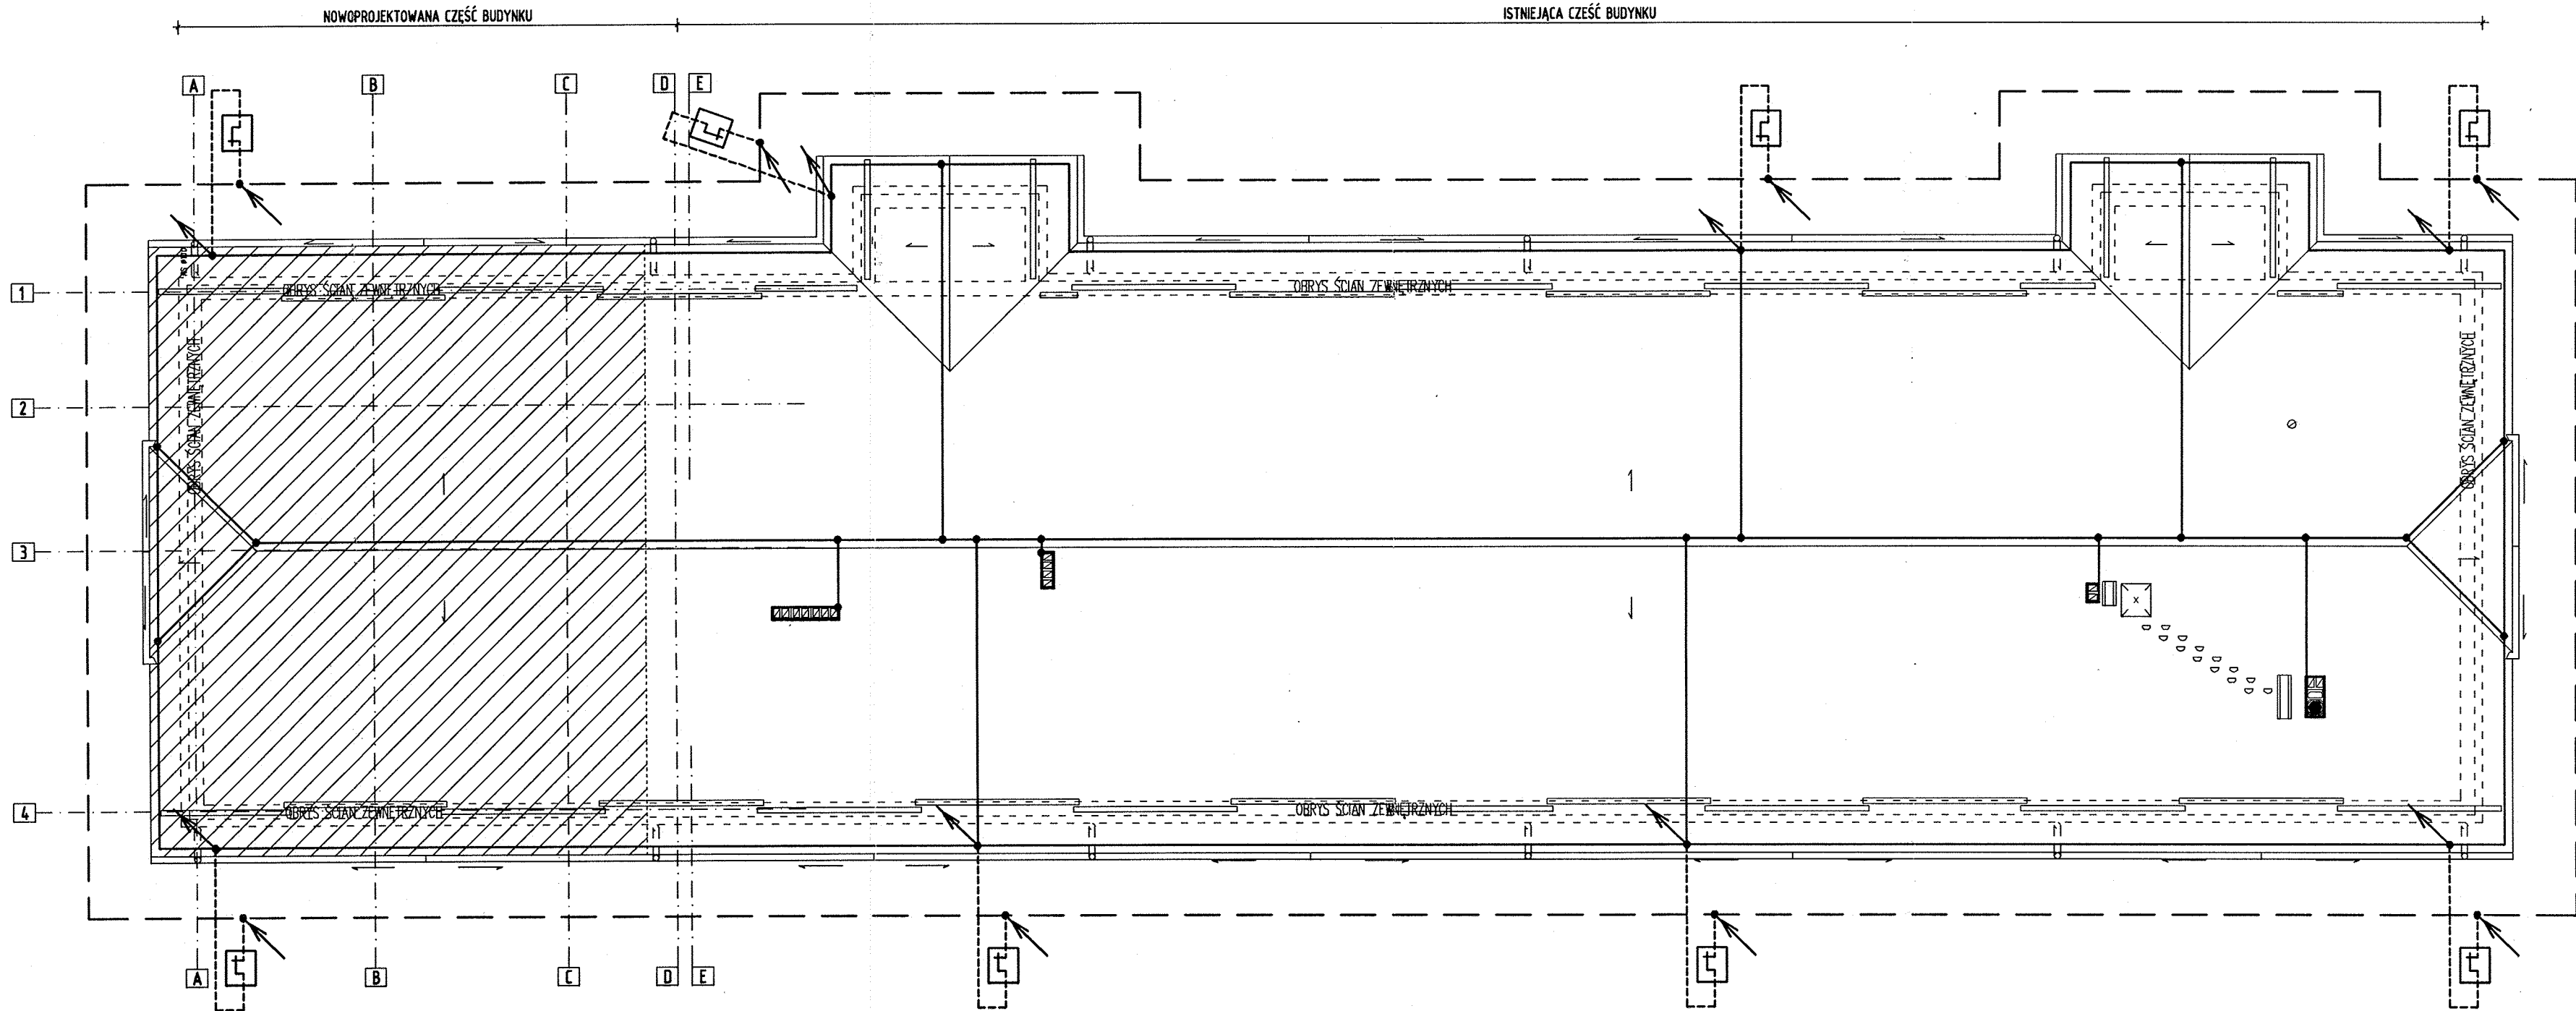 NOWOPROJEKTOWANA CZĘŚĆ BUDYNKU
ISTNIEJĄCA CZEŚĆ BUDYNKU
A
B
C
D
E
1
OBRYS ŚCIAN ZEWNĘTRZNYCH
OBRYS ŚCIAN ZEWNĘTRZNYCH
OBRYS ŚCIAN ZEWNĘTRZNYCH
OBRYS ŚCIAN ZEWNĘTRZNYCH
2
3
4
OBRYS ŚCIAN ZEWNĘTRZNYCH
OBRYS ŚCIAN ZEWNĘTRZNYCH
A
B
C
D
E